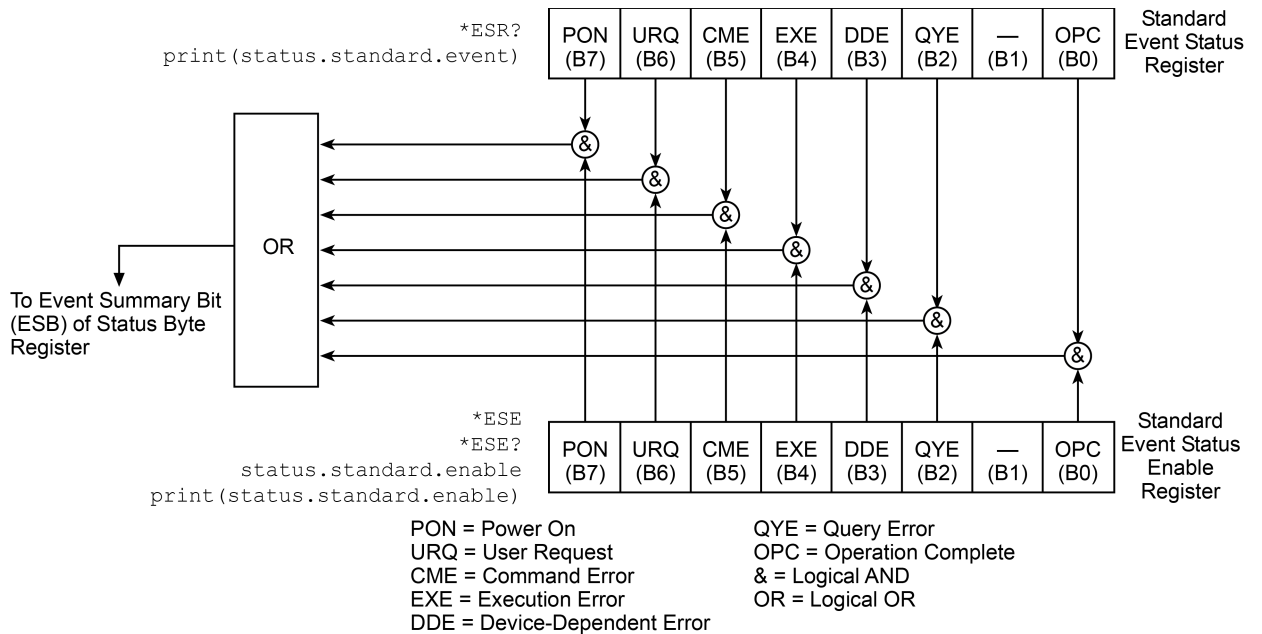 *ESR?
print(status.standard.event)
PON URQ CME EXE DDE QYE — OPC
(B7) (B6) (B5) (B4) (B3) (B2) (B1) (B0)
Standard
Event Status
Register
&
&
&
&
&
&
&
OR
To Event Summary Bit
(ESB) of Status Byte
Register
*ESE
*ESE?
status.standard.enable
print(status.standard.enable)
PON URQ CME EXE DDE QYE — OPC
(B7) (B6) (B5) (B4) (B3) (B2) (B1) (B0)
Standard
Event Status
Enable
Register
PON = Power On
URQ = User Request
CME = Command Error
EXE = Execution Error
DDE = Device-Dependent Error
QYE = Query Error
OPC = Operation Complete
& = Logical AND
OR = Logical OR